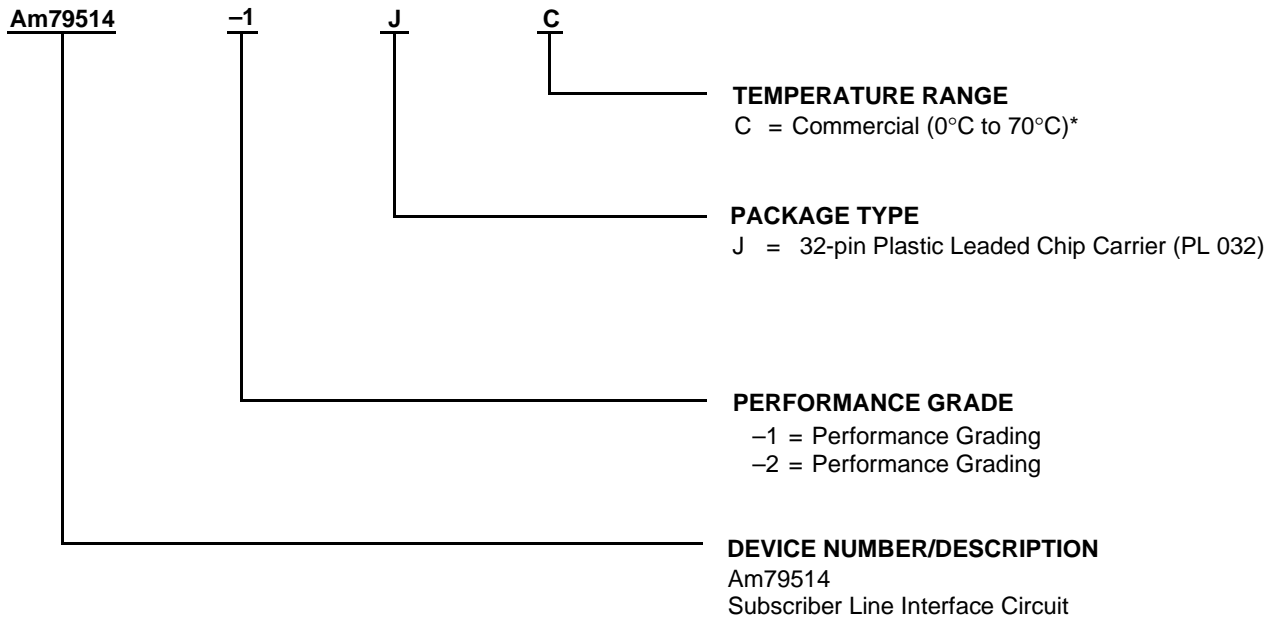 Am79514 –1 J C
TEMPERATURE RANGE
C = Commercial (0°C to 70°C)*
PACKAGE TYPE
J = 32-pin Plastic Leaded Chip Carrier (PL 032)
PERFORMANCE GRADE
–1 = Performance Grading
–2 = Performance Grading
DEVICE NUMBER/DESCRIPTION
Am79514
Subscriber Line Interface Circuit